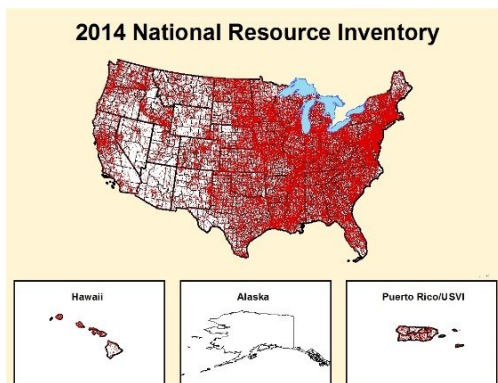 2014 National Resource Inventory
Hawaii
Alaska
Puerto Rico/USVI